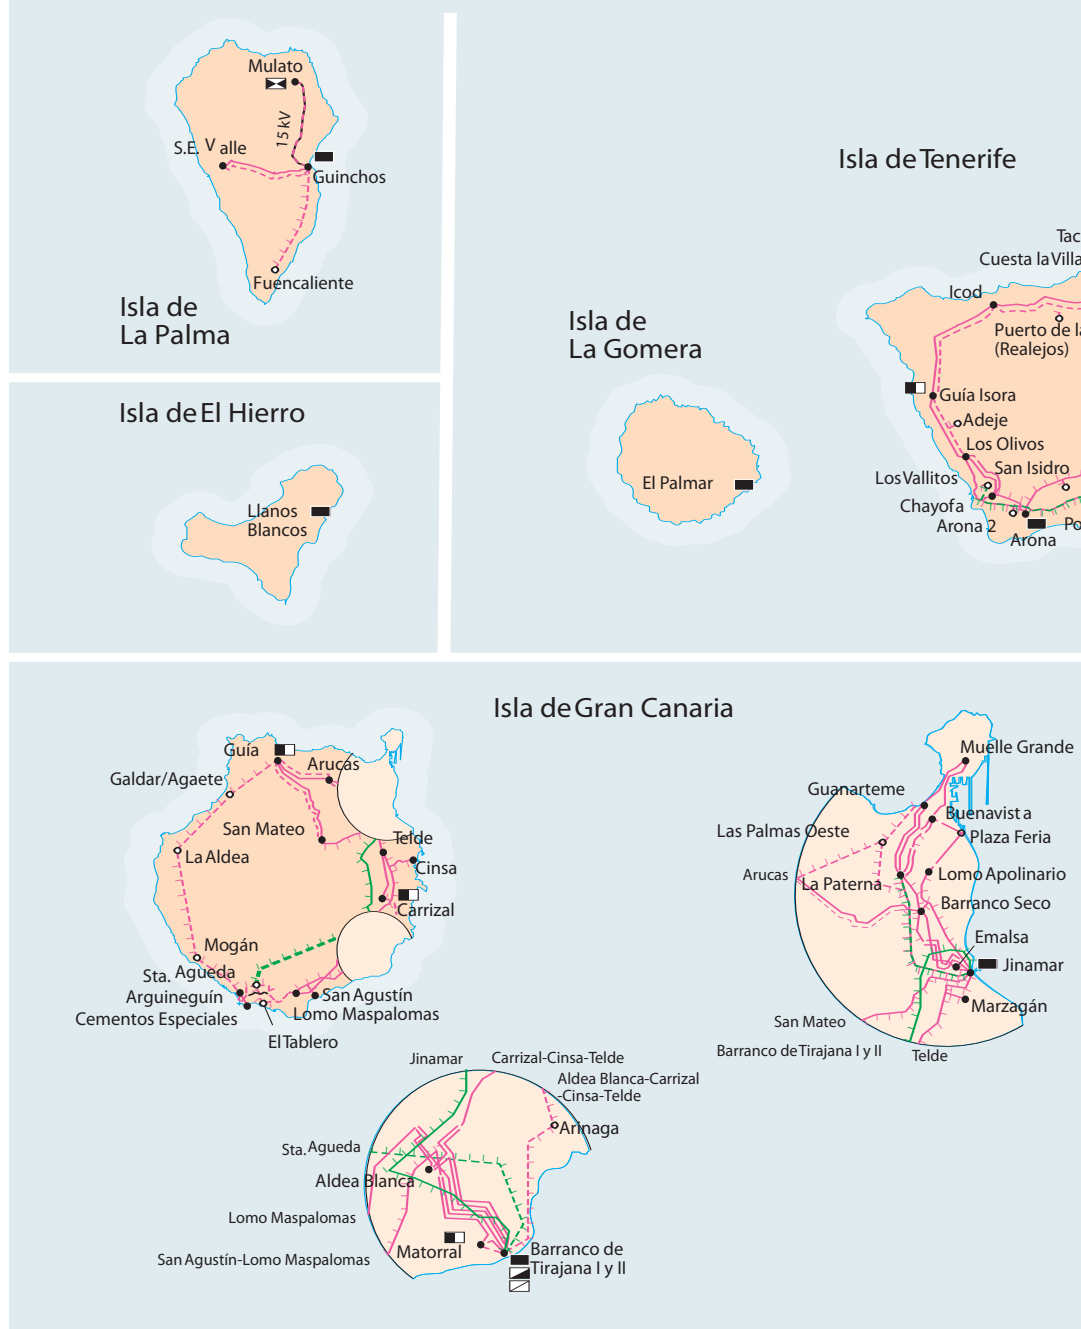 Mulato
15 kV
S.E. Valle
Guinchos
Fuencaliente
Isla de
La Palma
Isla de El Hierro
Llanos
Blancos
Isla de
La Gomera
El Palmar
Isla de Tenerife
Tac
Cuesta la Villa
Icod
Puerto de la
(Realejos)
Guía Isora
Adeje
Los Olivos
San Isidro
Los Vallitos
Chayofa
Arona 2
Po
Arona
Isla de Gran Canaria
Guía
Arucas
Galdar/Agaete
San Mateo
Telde
La Aldea
Cinsa
Carrizal
Mogán
Sta. Agueda
Arguineguín
San Agustín
Cementos Especiales
Lomo Maspalomas
El Tablero
Muelle Grande
Guanarteme
Buenavista
Las Palmas Oeste
Plaza Feria
Arucas
La Paterna
Lomo Apolinario
Barranco Seco
Emalsa
Jinamar
Marzagán
San Mateo
Barranco de Tirajana I y II
Telde
Jinamar
Carrizal-Cinsa-Telde
Aldea Blanca-Carrizal
-Cinsa-Telde
Arinaga
Sta. Agueda
Aldea Blanca
Lomo Maspalomas
San Agustín-Lomo Maspalomas
Matorral
Barranco de
Tirajana I y II